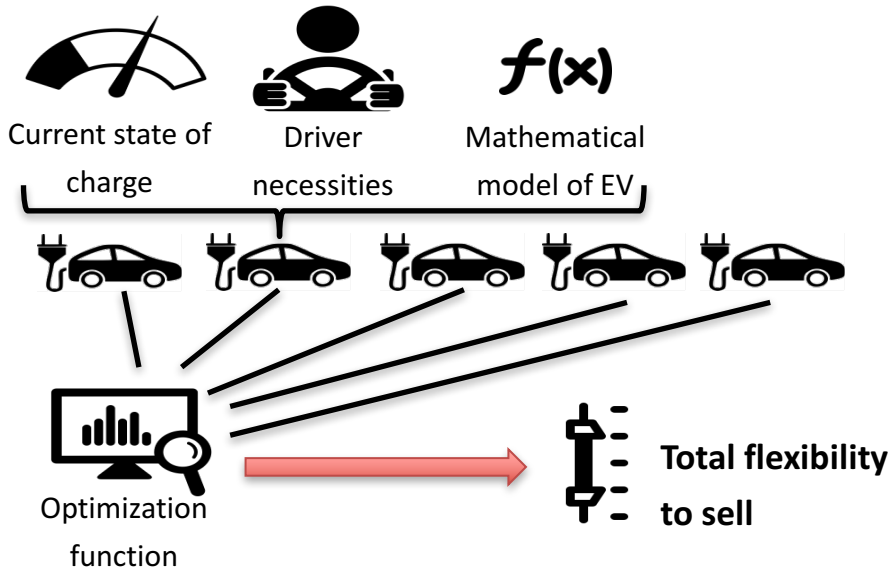 f(x)
Current state of
charge
Driver
necessities
Mathematical
model of EV
Optimization
function
Total flexibility
to sell